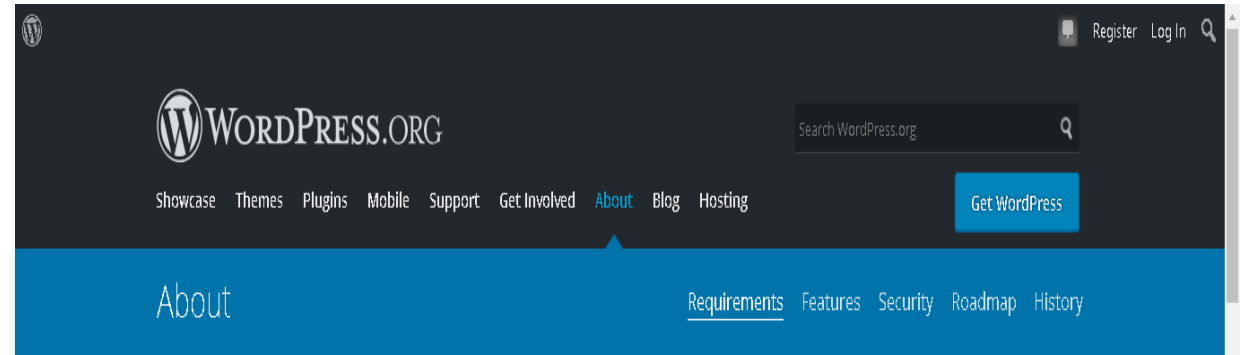 Register Log In
WORDPRESS.ORG
Search WordPress.org
Showcase Themes Plugins Mobile Support Get Involved About Blog Hosting
Get WordPress
About
Requirements Features Security Roadmap History